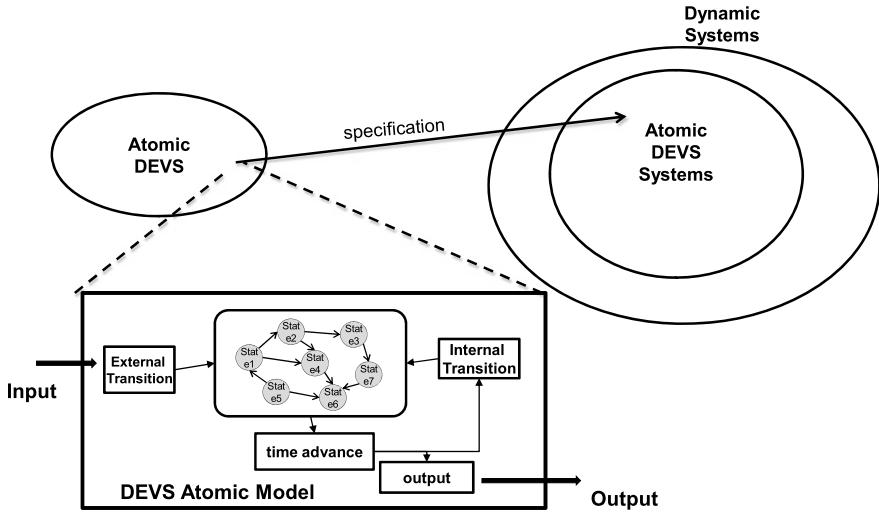 Dynamic
Systems
specification
Atomic
DEVS
Atomic
DEVS
Systems
Stat
e2
Stat
e3
Stat
e1
Stat
e4
Stat
e7
Stat
e5
Stat
e6
External
Transition
Internal
Transition
Input
time advance
output
DEVS Atomic Model
Output